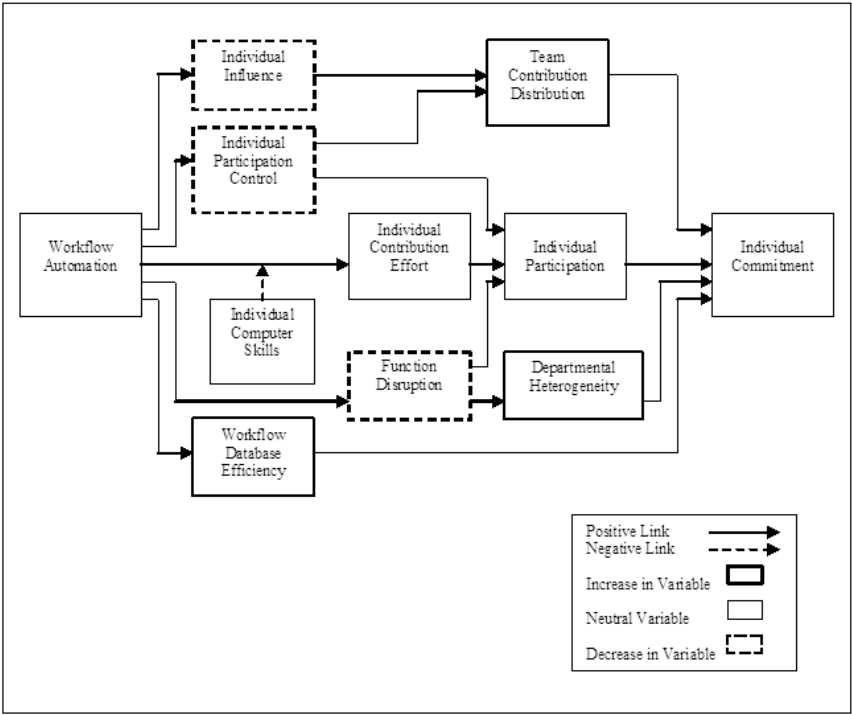 Individual
Influence
Team
Contribution
Distribution
Individual
Participation
Control
Workflow
Automation
Individual
Contribution
Effort
Individual
Participation
Individual
Commitment
Individual
Computer
Skills
Function
Disruption
Departmental
Heterogeneity
Workflow
Database
Efficiency
Positive Link
Negative Link
Increase in Variable
Neutral Variable
Decrease in Variable